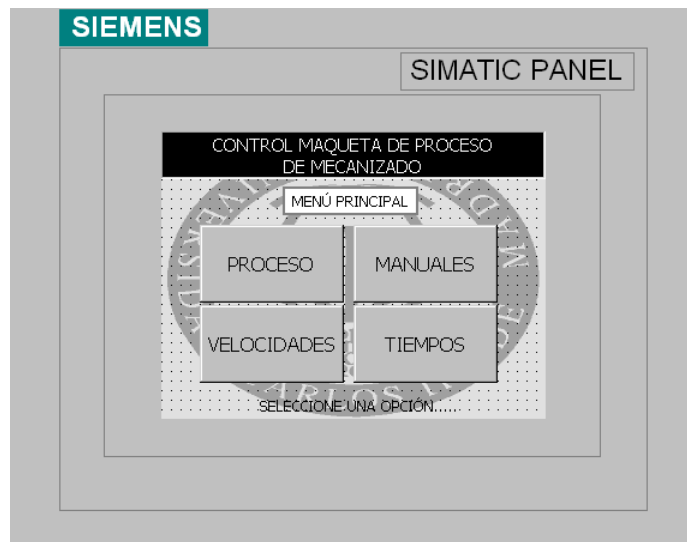 SIEMENS
SIMATIC PANEL
CONTROL MAQUETA DE PROCESO
DE MECANIZADO
MENÚ PRINCIPAL
PROCESO
MANUALES
VELOCIDADES
TIEMPOS
SELECCIONE UNA OPCIÓN.....